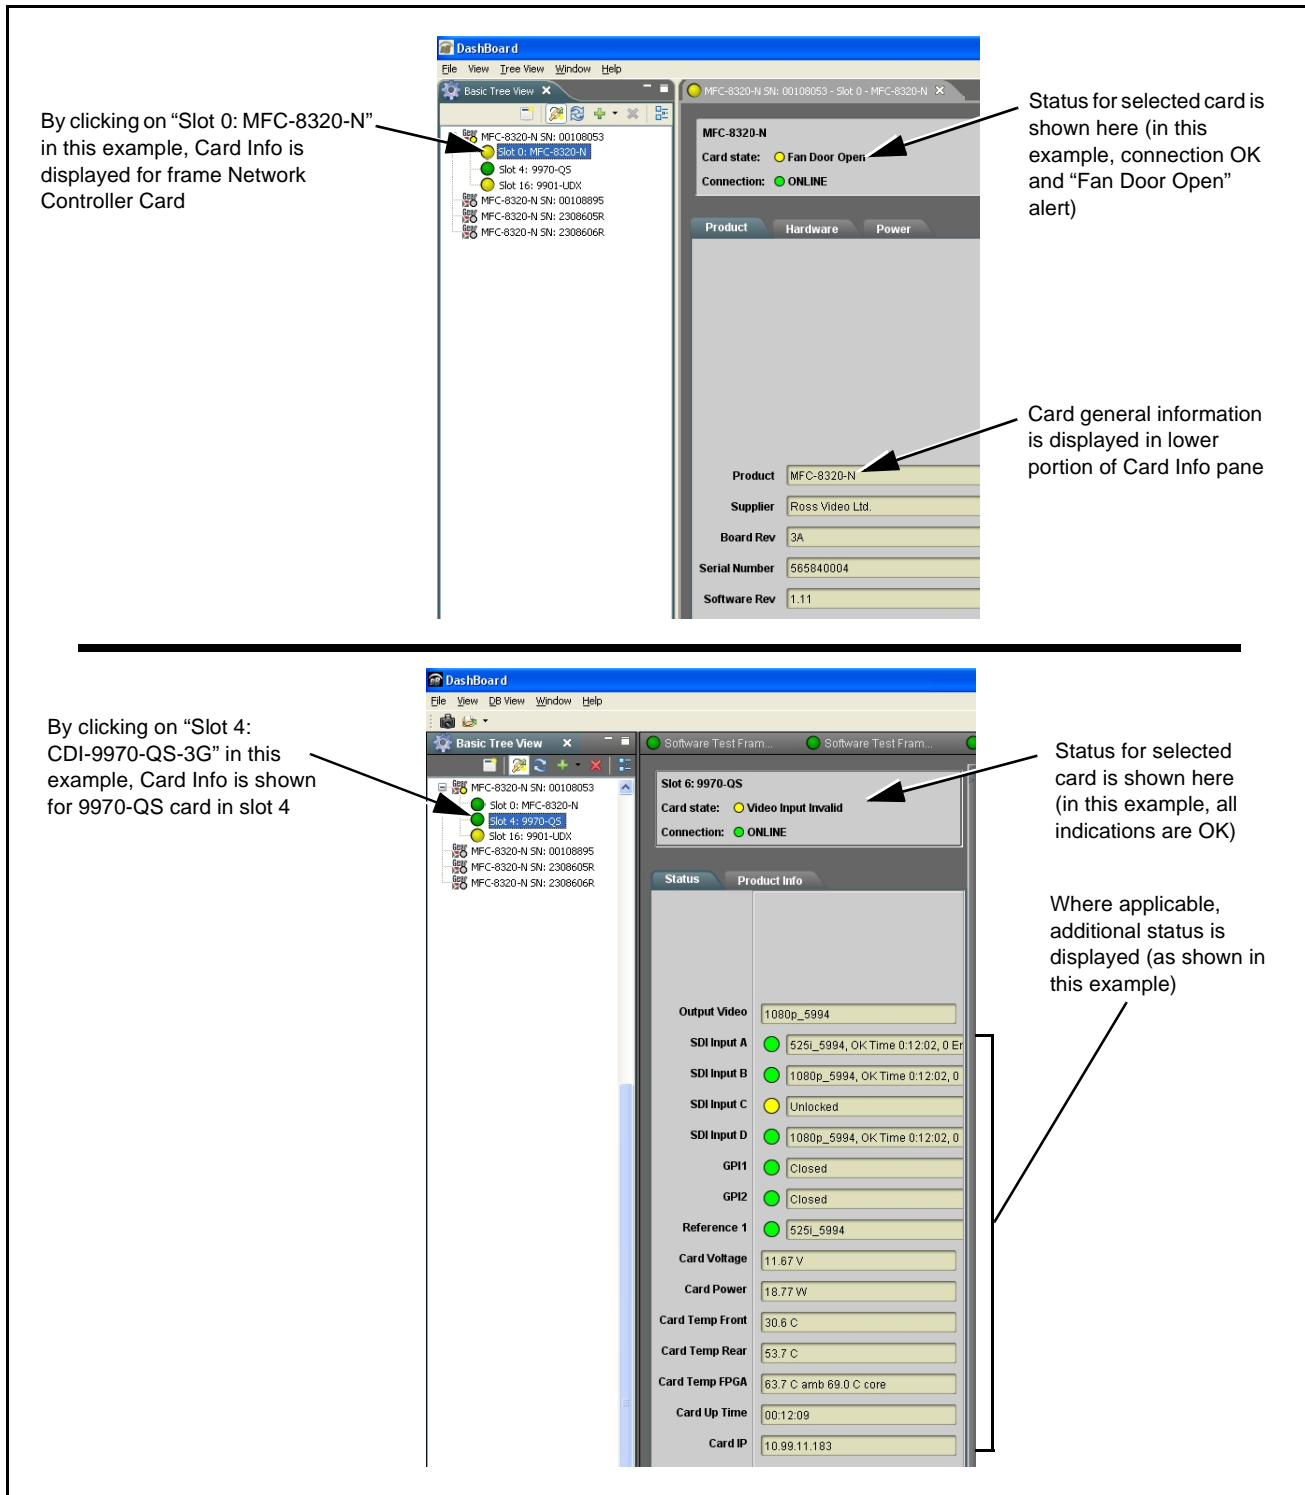 By clicking on “Slot 0: MFC-8320-N”
in this example, Card Info is
displayed for frame Network
Controller Card
DashBoard
File View Tree View Window Help
Basic Tree View
MFC-8320-N SN: 00108053
Slot 0: MFC-8320-N
Slot 4: 9970-QS
Slot 16: 9901-UDX
MFC-8320-N SN: 00108895
MFC-8320-N SN: 2308605R
MFC-8320-N SN: 2308606R
MFC-8320-N SN: 00108053 - Slot 0 - MFC-8320-N
MFC-8320-N
Card state: Fan Door Open
Connection: ONLINE
Product Hardware Power
Product MFC-8320-N
Supplier Ross Video Ltd.
Board Rev 3A
Serial Number 565840004
Software Rev 1.11
Status for selected card is
shown here (in this
example, connection OK
and “Fan Door Open”
alert)
Card general information
is displayed in lower
portion of Card Info pane
By clicking on “Slot 4:
CDI-9970-QS-3G” in this
example, Card Info is shown
for 9970-QS card in slot 4
DashBoard
File View DB View Window Help
Basic Tree View
MFC-8320-N SN: 00108053
Slot 0: MFC-8320-N
Slot 4: 9970-QS
Slot 16: 9901-UDX
MFC-8320-N SN: 00108895
MFC-8320-N SN: 2308605R
MFC-8320-N SN: 2308606R
Software Test Fram... Software Test Fram...
Slot 6: 9970-QS
Card state: Video Input Invalid
Connection: ONLINE
Status Product Info
Output Video 1080p_5994
SDI Input A 525i_5994, OK Time 0:12:02, 0 Er
SDI Input B 1080p_5994, OK Time 0:12:02, 0
SDI Input C Unlocked
SDI Input D 1080p_5994, OK Time 0:12:02, 0
GPI1 Closed
GPI2 Closed
Reference 1 525i_5994
Card Voltage 11.67 V
Card Power 18.77 W
Card Temp Front 30.6 C
Card Temp Rear 53.7 C
Card Temp FPGA 63.7 C amb 69.0 C core
Card Up Time 00:12:09
Card IP 10.99.11.183
Status for selected
card is shown here
(in this example, all
indications are OK)
Where applicable,
additional status is
displayed (as shown in
this example)